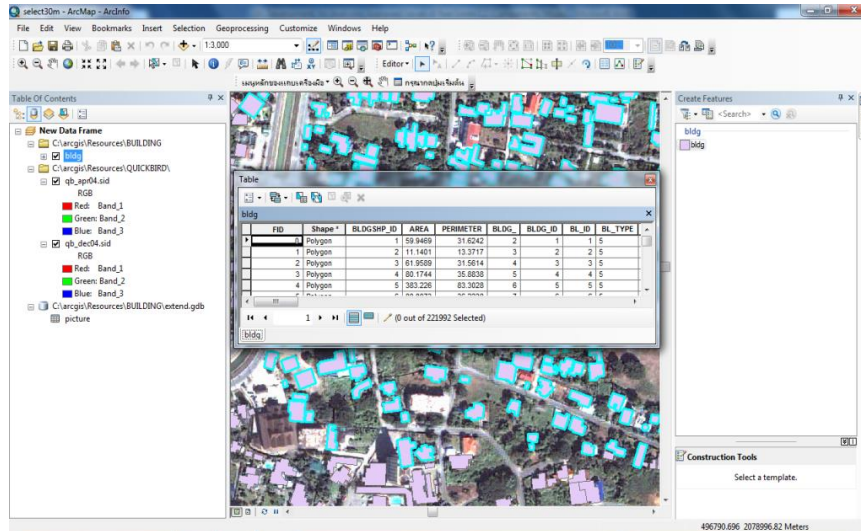 select30m - ArcMap - ArcInfo
File Edit View Bookmarks Insert Selection Geoprocessing Customize Windows Help
1:3,000
Editor
Table Of Contents
New Data Frame
C:\arcgis\Resources\BUILDING
bldg
C:\arcgis\Resources\QUICKBIRD\
qb_apr04.sid
RGB
Red: Band_1
Green: Band_2
Blue: Band_3
qb_dec04.sid
RGB
Red: Band_1
Green: Band_2
Blue: Band_3
C:\arcgis\Resources\BUILDING\extend.gdb
picture
Table
bldg
FID Shape * BLDGSHP_ID AREA PERIMETER BLDG_ BLDG_ID BL_ID BL_TYPE
0 Polygon 1 59.9469 31.6242 2 1 1 5
1 Polygon 2 11.1401 13.3717 3 2 2 5
2 Polygon 3 61.9589 31.5614 4 3 3 5
3 Polygon 4 80.1744 35.8838 5 4 4 5
4 Polygon 5 383.226 83.3028 6 5 5 5
1
(0 out of 221992 Selected)
bldg
Create Features
<Search>
bldg
bldg
Construction Tools
Select a template.
496790.696 2078996.82 Meters